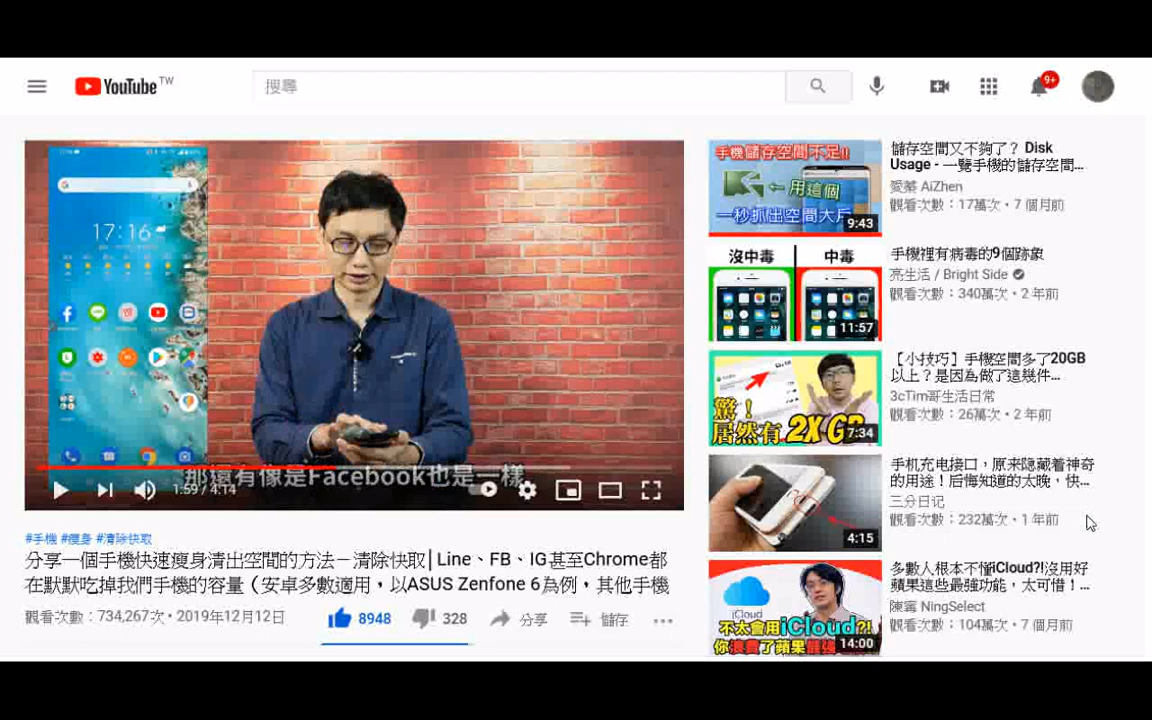 YouTube TW
搜尋
9+
17:16
那還有像是Facebook也是一樣
1:59 / 4:14
#手機 #瘦身 #清除快取
分享一個手機快速瘦身清出空間的方法－清除快取│Line、FB、IG甚至Chrome都
在默默吃掉我們手機的容量（安卓多數適用，以ASUS Zenfone 6為例，其他手機
觀看次數：734,267次 · 2019年12月12日
8948
328
分享
儲存
手機儲存空間不足!!
用這個
一秒抓出空間大戶
9:43
儲存空間又不夠了？ Disk
Usage - 一覽手機的儲存空間...
愛蓁 AiZhen
觀看次數：17萬次 · 7 個月前
沒中毒
中毒
11:57
手機裡有病毒的9個跡象
亮生活 / Bright Side
觀看次數：340萬次 · 2 年前
驚！
居然有2X GB
7:34
【小技巧】手機空間多了20GB
以上？是因為做了這幾件...
3cTim哥生活日常
觀看次數：26萬次 · 2 年前
4:15
手机充电接口，原来隐藏着神奇
的用途！后悔知道的太晚，快...
三分日记
觀看次數：232萬次 · 1 年前
iCloud
不太會用iCloud?!
你浪費了蘋果最強
14:00
多數人根本不懂iCloud?!沒用好
蘋果這些最強功能，太可惜！...
陳寗 NingSelect
觀看次數：104萬次 · 7 個月前